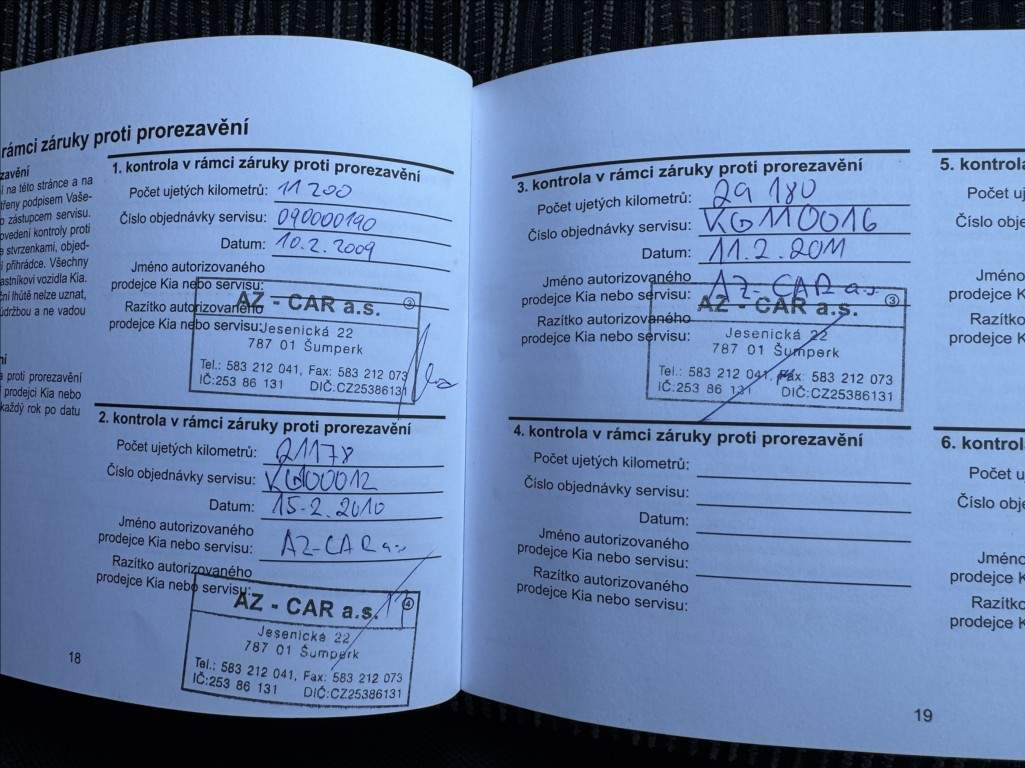 rámci záruky proti prorezavění
zavění
í na této stránce a na
třeny podpisem Vaše-
o zástupcem servisu.
ovedení kontroly proti
e stvrzenkami, objed-
í přihrádce. Všechny
astníkovi vozidla Kia.
ní lhůtě nelze uznat,
údržbou a ne vadou
ní
a proti prorezavění
í prodejci Kia nebo
každý rok po datu
1. kontrola v rámci záruky proti prorezavění
Počet ujetých kilometrů: 11 200
Číslo objednávky servisu: 090000190
Datum: 10.2.2009
Jméno autorizovaného
prodejce Kia nebo servisu:
Razítko autorizovaného
prodejce Kia nebo servisu:
AZ - CAR a.s. 3
Jesenická 22
787 01 Šumperk
Tel.: 583 212 041, Fax: 583 212 073
IČ:253 86 131 DIČ:CZ25386131
2. kontrola v rámci záruky proti prorezavění
Počet ujetých kilometrů: 21178
Číslo objednávky servisu: KG100012
Datum: 15.2.2010
Jméno autorizovaného
prodejce Kia nebo servisu: AZ-CAR as
Razítko autorizovaného
prodejce Kia nebo servisu:
AZ - CAR a.s. 4
Jesenická 22
787 01 Šumperk
Tel.: 583 212 041, Fax: 583 212 073
IČ:253 86 131 DIČ:CZ25386131
18
3. kontrola v rámci záruky proti prorezavění
Počet ujetých kilometrů: 29 180
Číslo objednávky servisu: KG110016
Datum: 11.2.2011
Jméno autorizovaného
prodejce Kia nebo servisu: AZ-CAR a.s.
Razítko autorizovaného
prodejce Kia nebo servisu:
AZ - CAR a.s. 3
Jesenická 22
787 01 Šumperk
Tel.: 583 212 041, Fax: 583 212 073
IČ:253 86 131 DIČ:CZ25386131
4. kontrola v rámci záruky proti prorezavění
Počet ujetých kilometrů:
Číslo objednávky servisu:
Datum:
Jméno autorizovaného
prodejce Kia nebo servisu:
Razítko autorizovaného
prodejce Kia nebo servisu:
5. kontrola
Počet uje
Číslo obje
Jméno
prodejce K
Razítko
prodejce K
6. kontrol
Počet u
Číslo obj
Jméno
prodejce K
Razítk
prodejce K
19